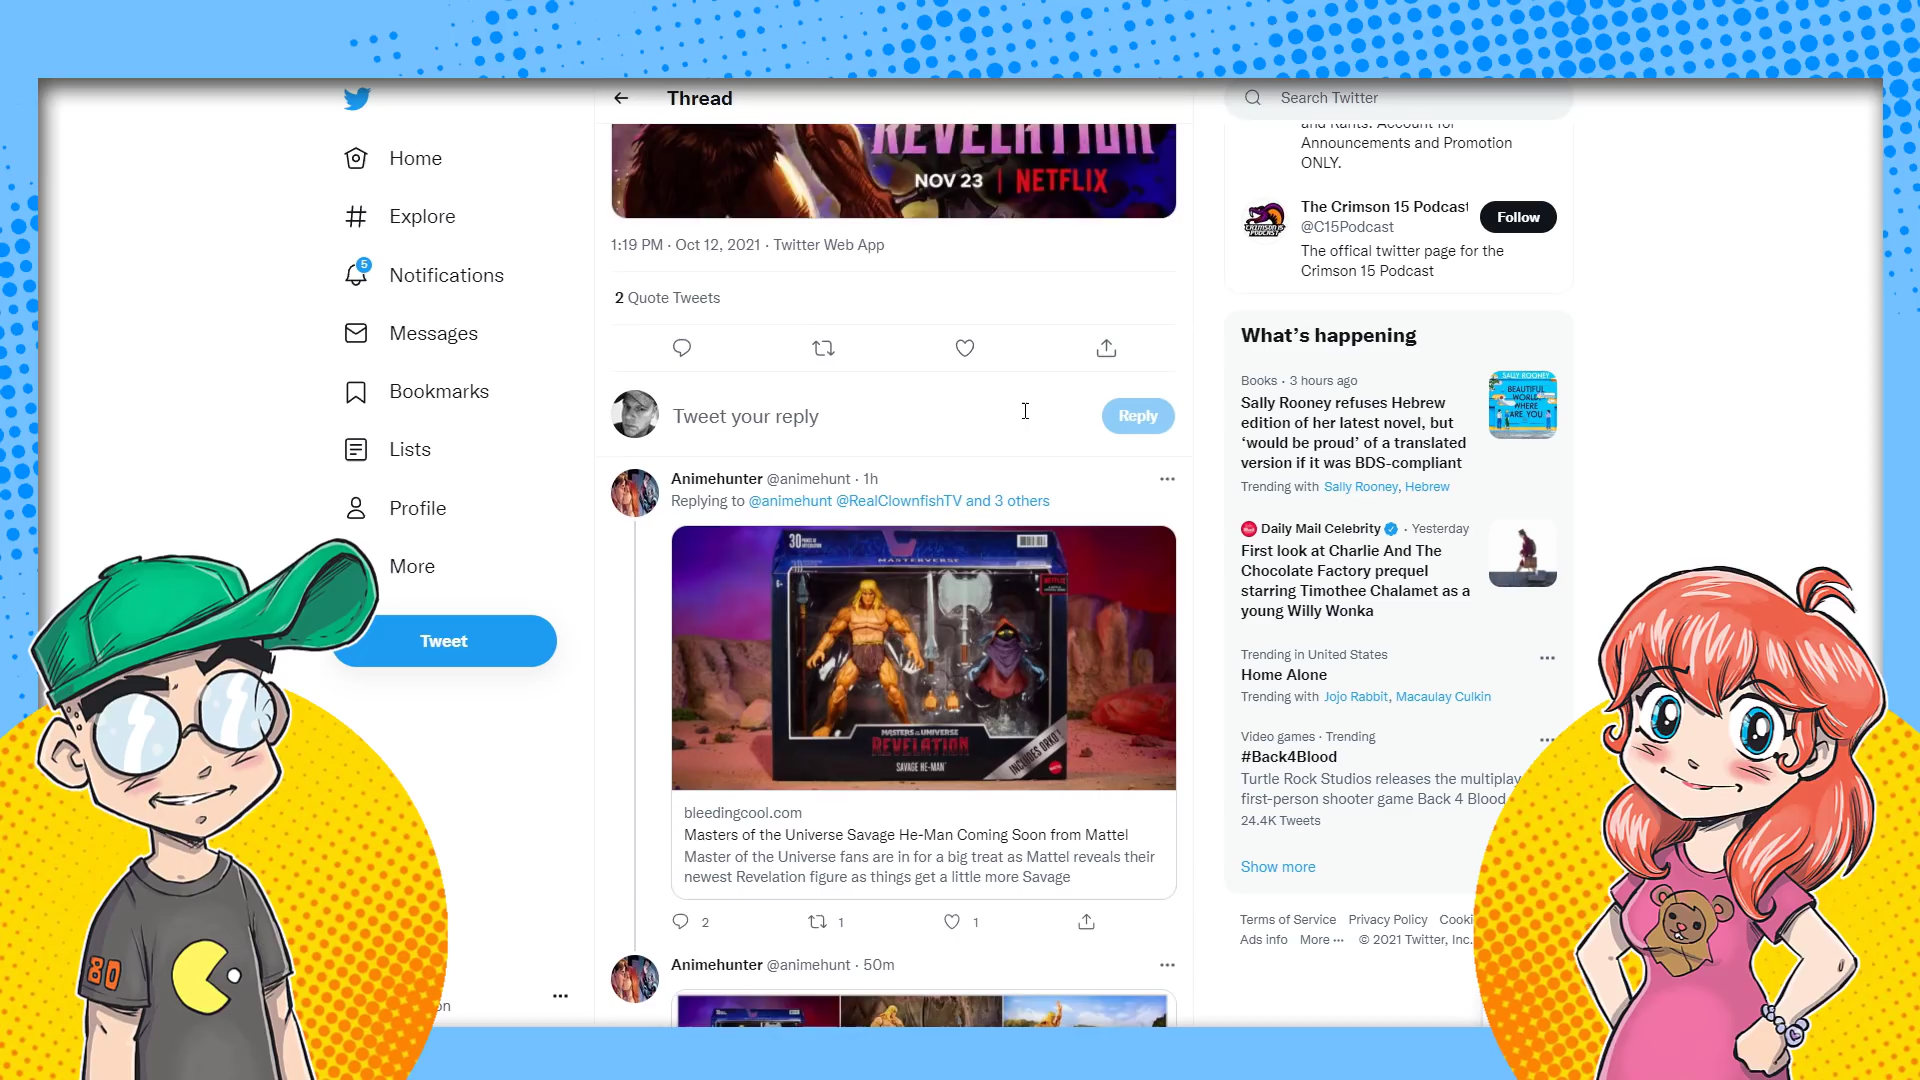 Thread
Search Twitter
REVELATION
NOV 23 | NETFLIX
1:19 PM · Oct 12, 2021 · Twitter Web App
2 Quote Tweets
Tweet your reply
Reply
Home
Explore
5
Notifications
Messages
Bookmarks
Lists
Profile
More
Tweet
Animehunter @animehunt · 1h
Replying to @animehunt @RealClownfishTV and 3 others
30
MASTERVERSE
MASTERS OF THE UNIVERSE
REVELATION
SAVAGE HE-MAN
INCLUDES ORKO!
bleedingcool.com
Masters of the Universe Savage He-Man Coming Soon from Mattel
Master of the Universe fans are in for a big treat as Mattel reveals their
newest Revelation figure as things get a little more Savage
2
1
1
Animehunter @animehunt · 50m
and Rants. Account for
Announcements and Promotion
ONLY.
The Crimson 15 Podcast
@C15Podcast
Follow
The offical twitter page for the
Crimson 15 Podcast
CRIMSON 15
PODCAST
What's happening
Books · 3 hours ago
Sally Rooney refuses Hebrew
edition of her latest novel, but
‘would be proud’ of a translated
version if it was BDS-compliant
Trending with Sally Rooney, Hebrew
SALLY ROONEY
BEAUTIFUL
WORLD,
WHERE
ARE YOU
Daily Mail Celebrity · Yesterday
First look at Charlie And The
Chocolate Factory prequel
starring Timothee Chalamet as a
young Willy Wonka
Trending in United States
Home Alone
Trending with Jojo Rabbit, Macaulay Culkin
Video games · Trending
#Back4Blood
Turtle Rock Studios releases the multiplay
first-person shooter game Back 4 Blood
24.4K Tweets
Show more
Terms of Service Privacy Policy Cooki
Ads info More ··· © 2021 Twitter, Inc.
80
on